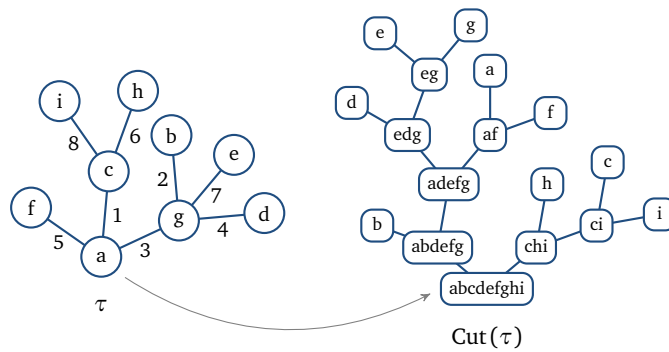 e
g
eg
a
h
i
d
f
b
edg
af
6
8
e
c
2
c
7
h
adefg
f
1
g
d
i
b
ci
5
3
4
abdefg
chi
a
abcdefghi
τ
Cut(τ)